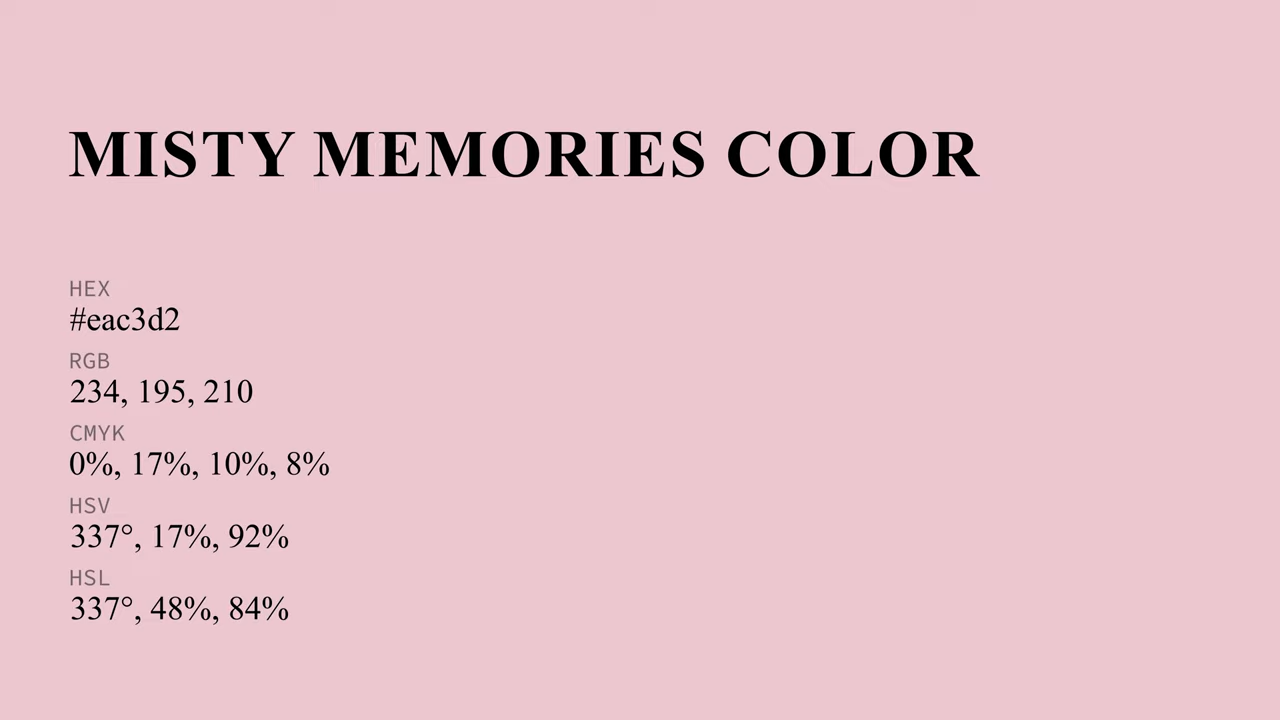 MISTY MEMORIES COLOR
HEX
#eac3d2
RGB
234, 195, 210
CMYK
0%, 17%, 10%, 8%
HSV
337°, 17%, 92%
HSL
337°, 48%, 84%